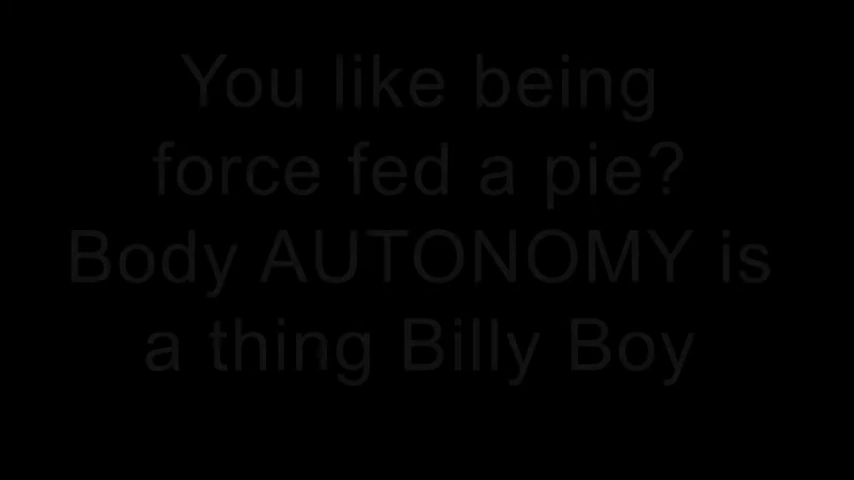 You like being
force fed a pie?
Body AUTONOMY is
a thing Billy Boy